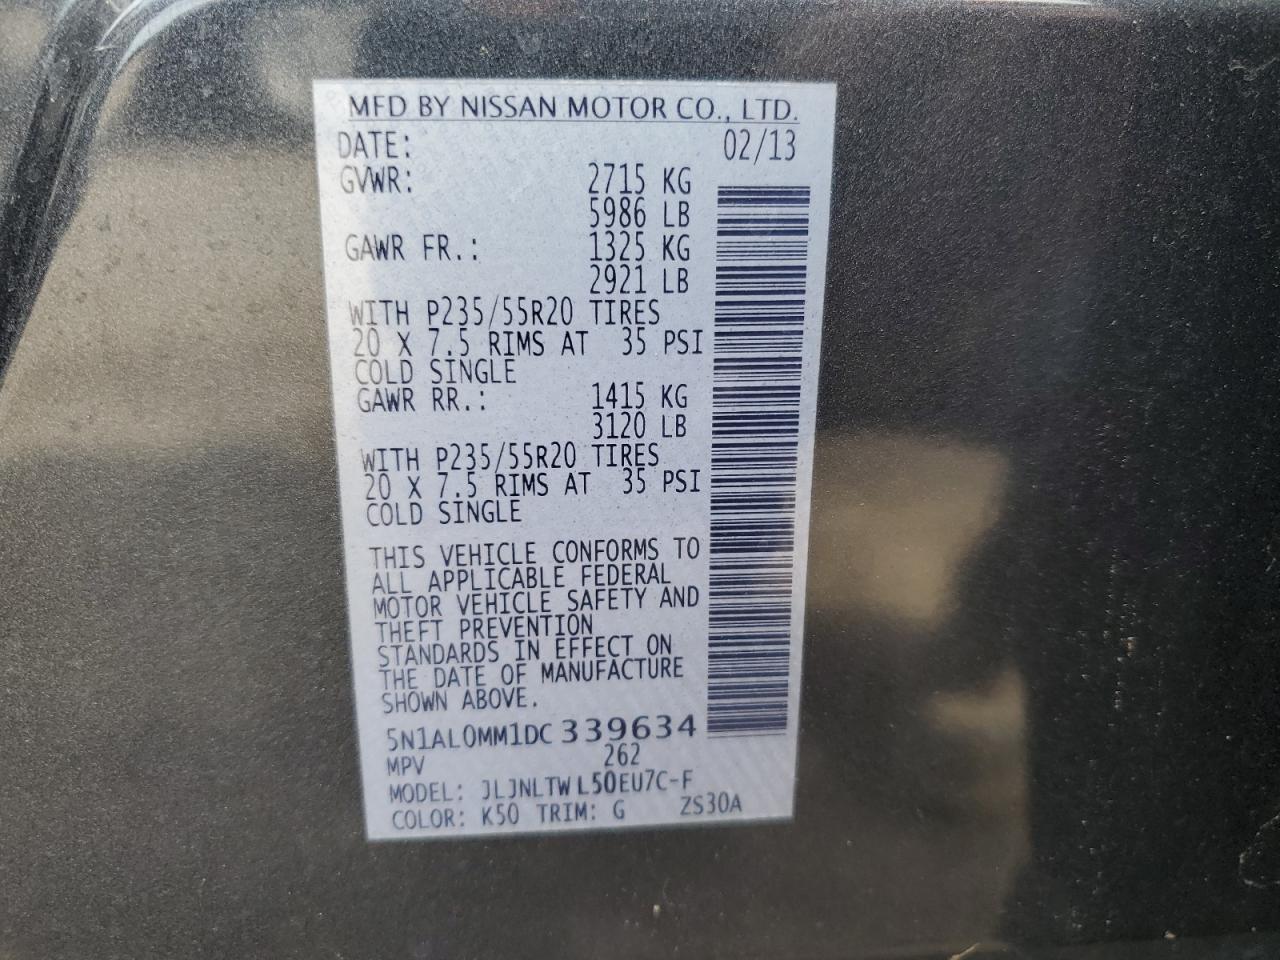 MFD BY NISSAN MOTOR CO., LTD.
DATE: 02/13
GVWR: 2715 KG
5986 LB
GAWR FR.: 1325 KG
2921 LB
WITH P235/55R20 TIRES
20 X 7.5 RIMS AT 35 PSI
COLD SINGLE
GAWR RR.: 1415 KG
3120 LB
WITH P235/55R20 TIRES
20 X 7.5 RIMS AT 35 PSI
COLD SINGLE
THIS VEHICLE CONFORMS TO
ALL APPLICABLE FEDERAL
MOTOR VEHICLE SAFETY AND
THEFT PREVENTION
STANDARDS IN EFFECT ON
THE DATE OF MANUFACTURE
SHOWN ABOVE.
5N1AL0MM1DC339634
MPV 262
MODEL: JLJNLTWL50EU7C-F
COLOR: K50 TRIM: G ZS30A